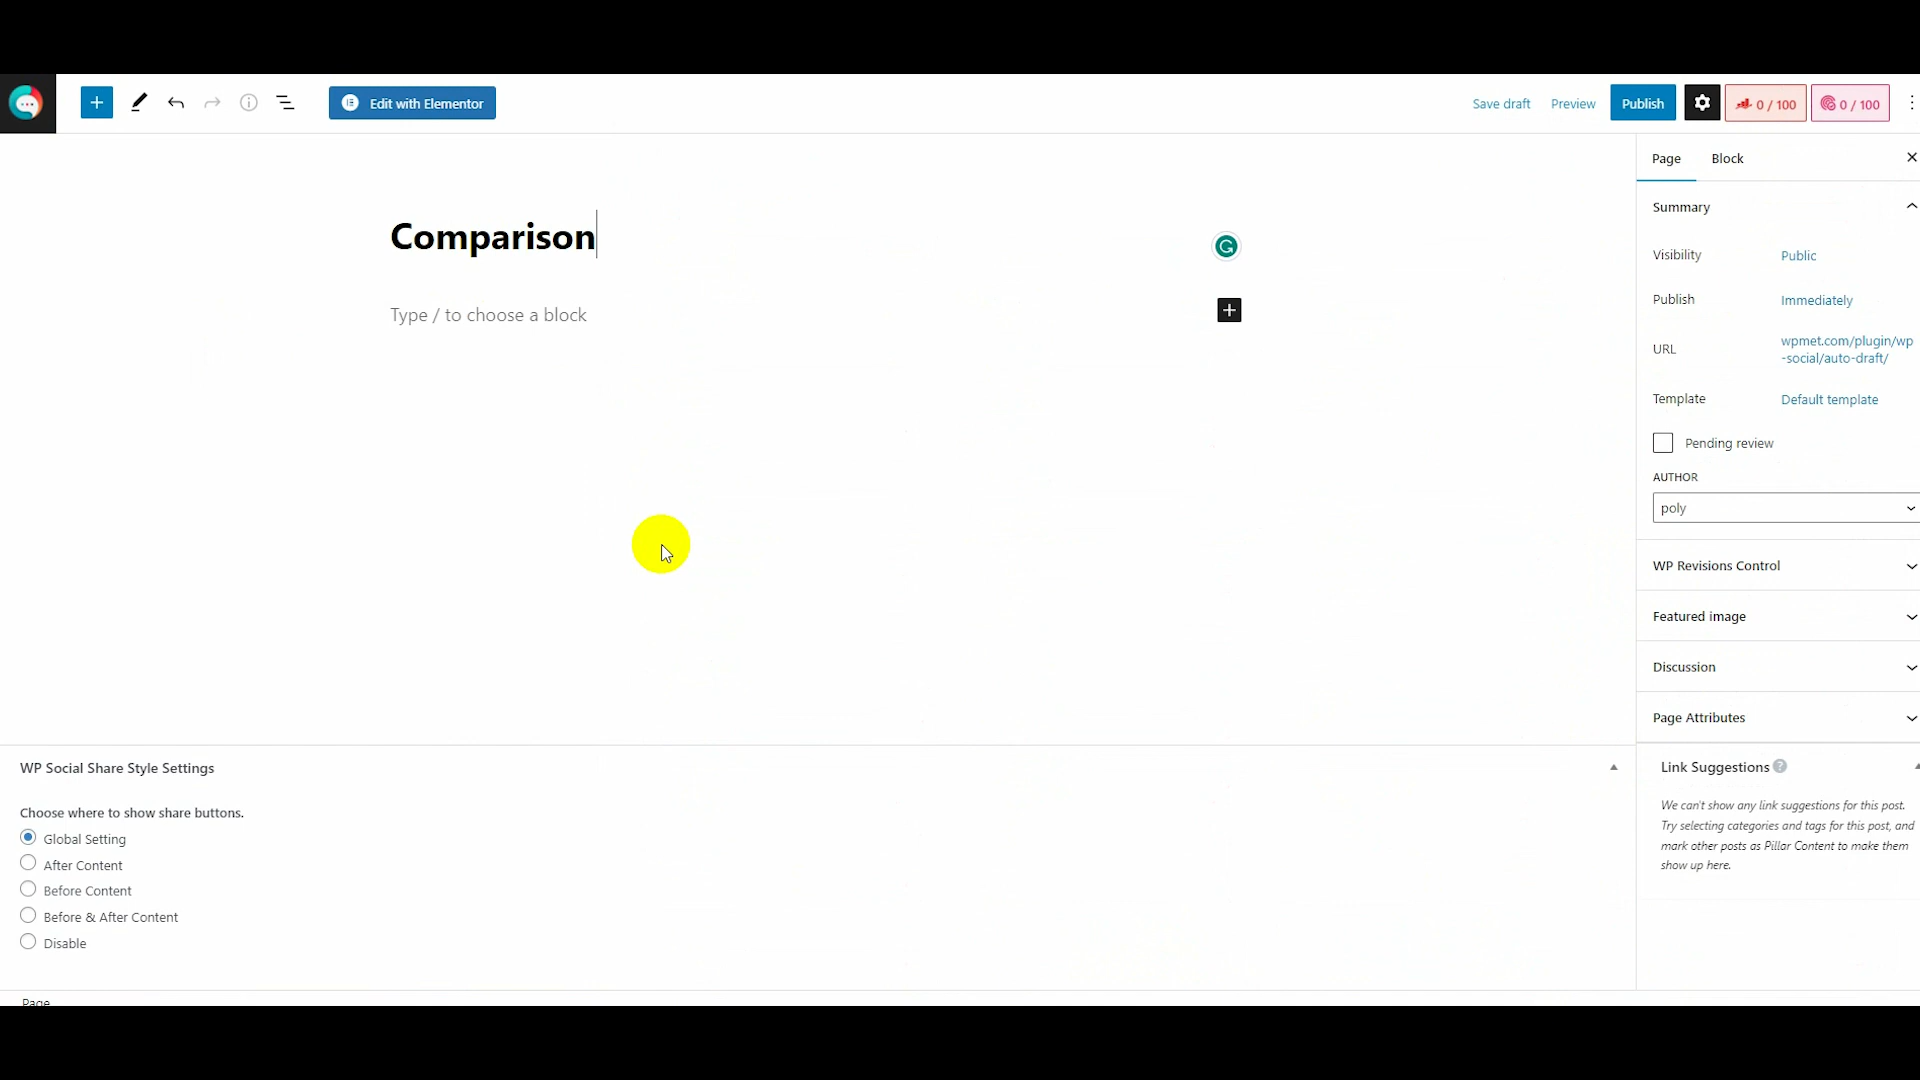 Edit with Elementor
Save draft
Preview
Publish
0 / 100
0 / 100
Page
Block
Summary
Comparison
Type / to choose a block
Visibility
Public
Publish
Immediately
URL
wpmet.com/plugin/wp
-social/auto-draft/
Template
Default template
Pending review
AUTHOR
poly
WP Revisions Control
Featured image
Discussion
Page Attributes
WP Social Share Style Settings
Choose where to show share buttons.
Global Setting
After Content
Before Content
Before & After Content
Disable
Link Suggestions
We can't show any link suggestions for this post.
Try selecting categories and tags for this post, and
mark other posts as Pillar Content to make them
show up here.
Page